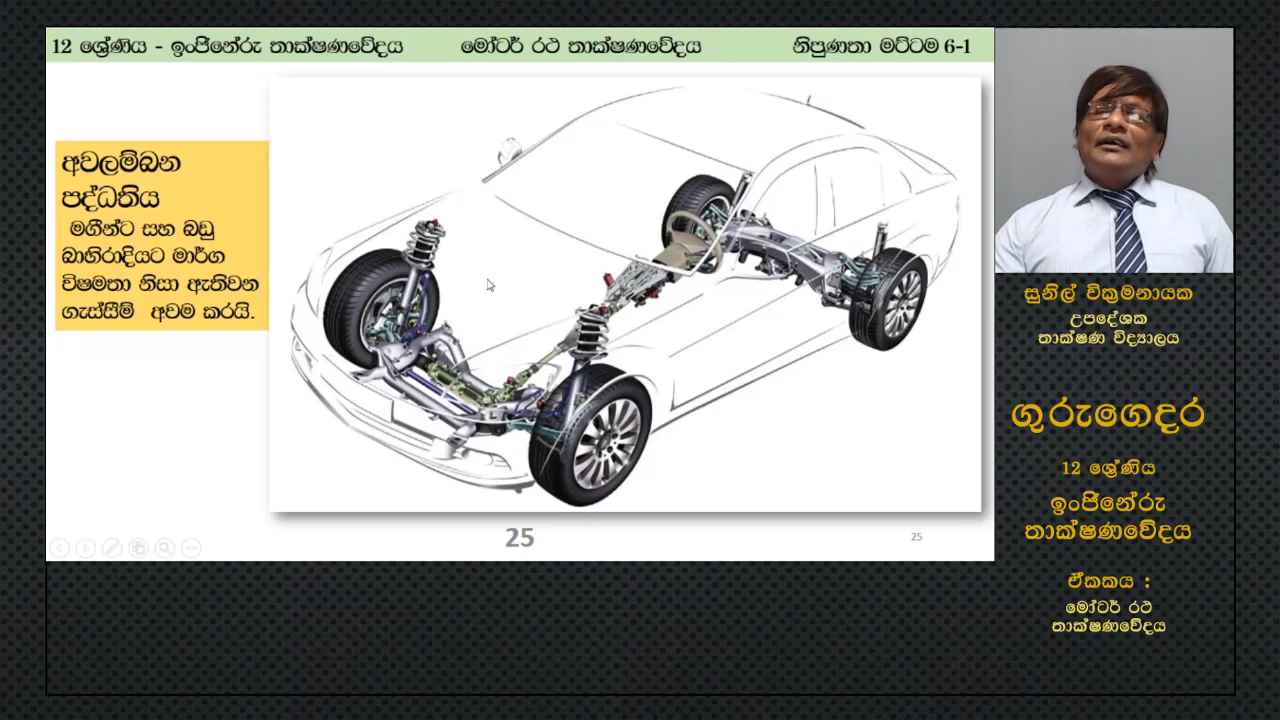 12 ශ්‍රේණිය - ඉංජිනේරු තාක්ෂණවේදය මෝටර් රථ තාක්ෂණවේදය නිපුණතා මට්ටම 6-1
අවලම්බන
පද්ධතිය
මගීන්ට සහ බඩු
බාහිරාදියට මාර්ග
විෂමතා නිසා ඇතිවන
ගැස්සීම් අවම කරයි.
25
25
සුනිල් වික්‍රමනායක
උපදේශක
තාක්ෂණ විද්‍යාලය
ගුරුගෙදර
12 ශ්‍රේණිය
ඉංජිනේරු
තාක්ෂණවේදය
ඒකකය :
මෝටර් රථ
තාක්ෂණවේදය